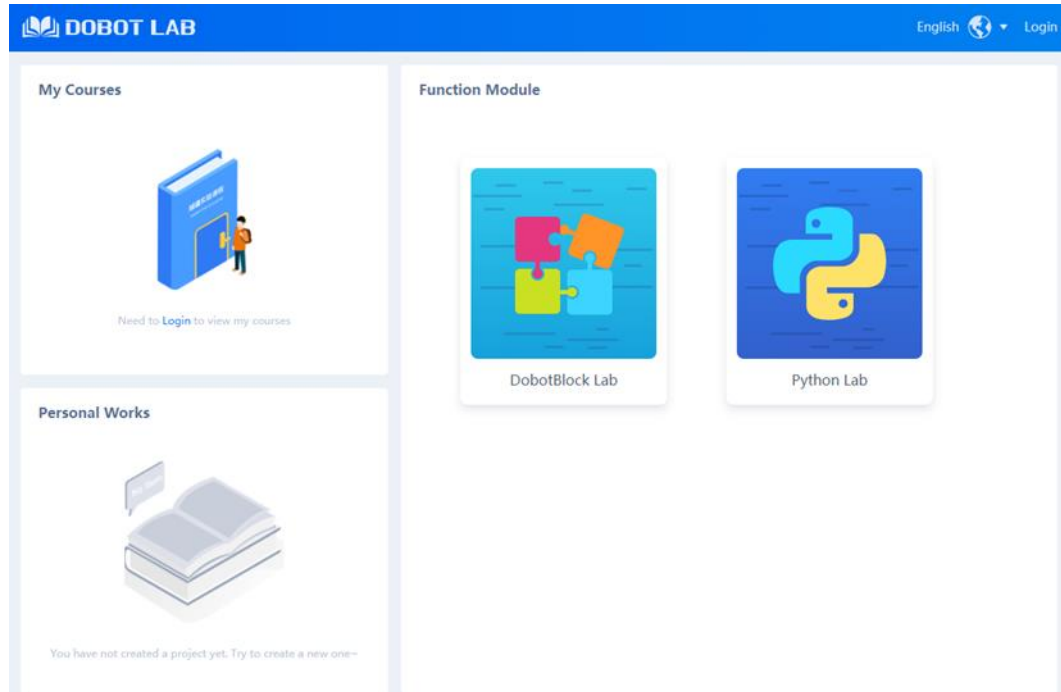 DOBOT LAB
English
Login
My Courses
Need to Login to view my courses
Function Module
DobotBlock Lab
Python Lab
Personal Works
You have not created a project yet. Try to create a new one~